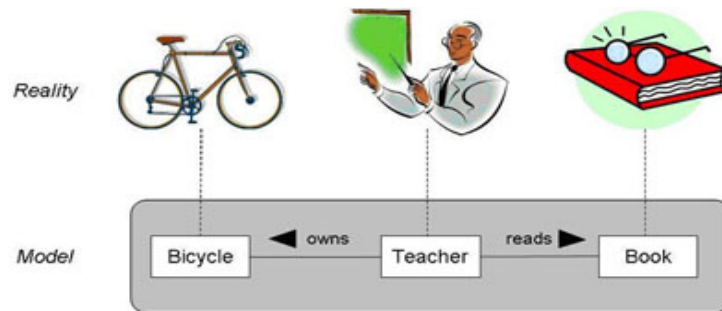 Reality
Model
Bicycle
owns
Teacher
reads
Book